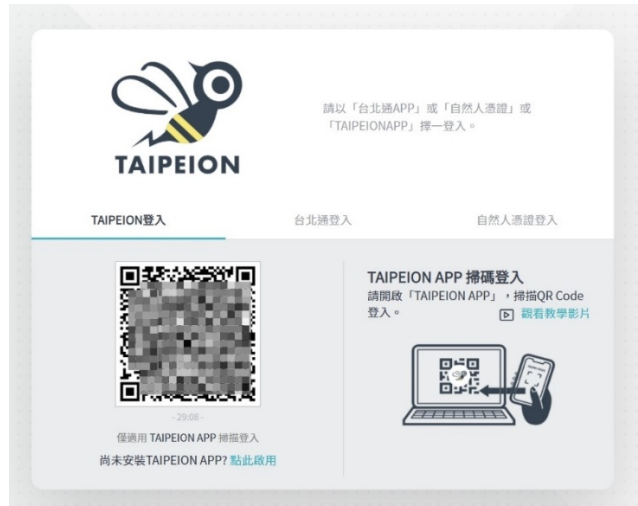 TAIPEION
請以「台北通APP」或「自然人憑證」或
「TAIPEIONAPP」擇一登入。
TAIPEION登入
台北通登入
自然人憑證登入
- 29:08 -
僅適用 TAIPEION APP 掃描登入
尚未安裝TAIPEION APP? 點此啟用
TAIPEION APP 掃碼登入
請開啟「TAIPEION APP」，掃描QR Code
登入。
觀看教學影片